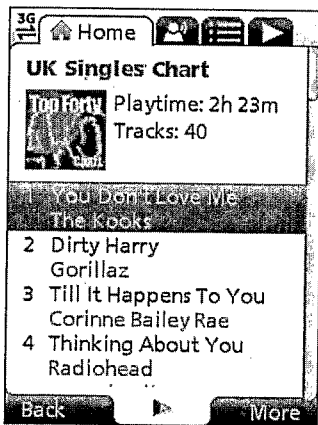 3G
Home
UK Singles Chart
Top Forty
Playtime: 2h 23m
Tracks: 40
1 You Don't Love Me
The Kooks
2 Dirty Harry
Gorillaz
3 Till It Happens To You
Corinne Bailey Rae
4 Thinking About You
Radiohead
Back
More